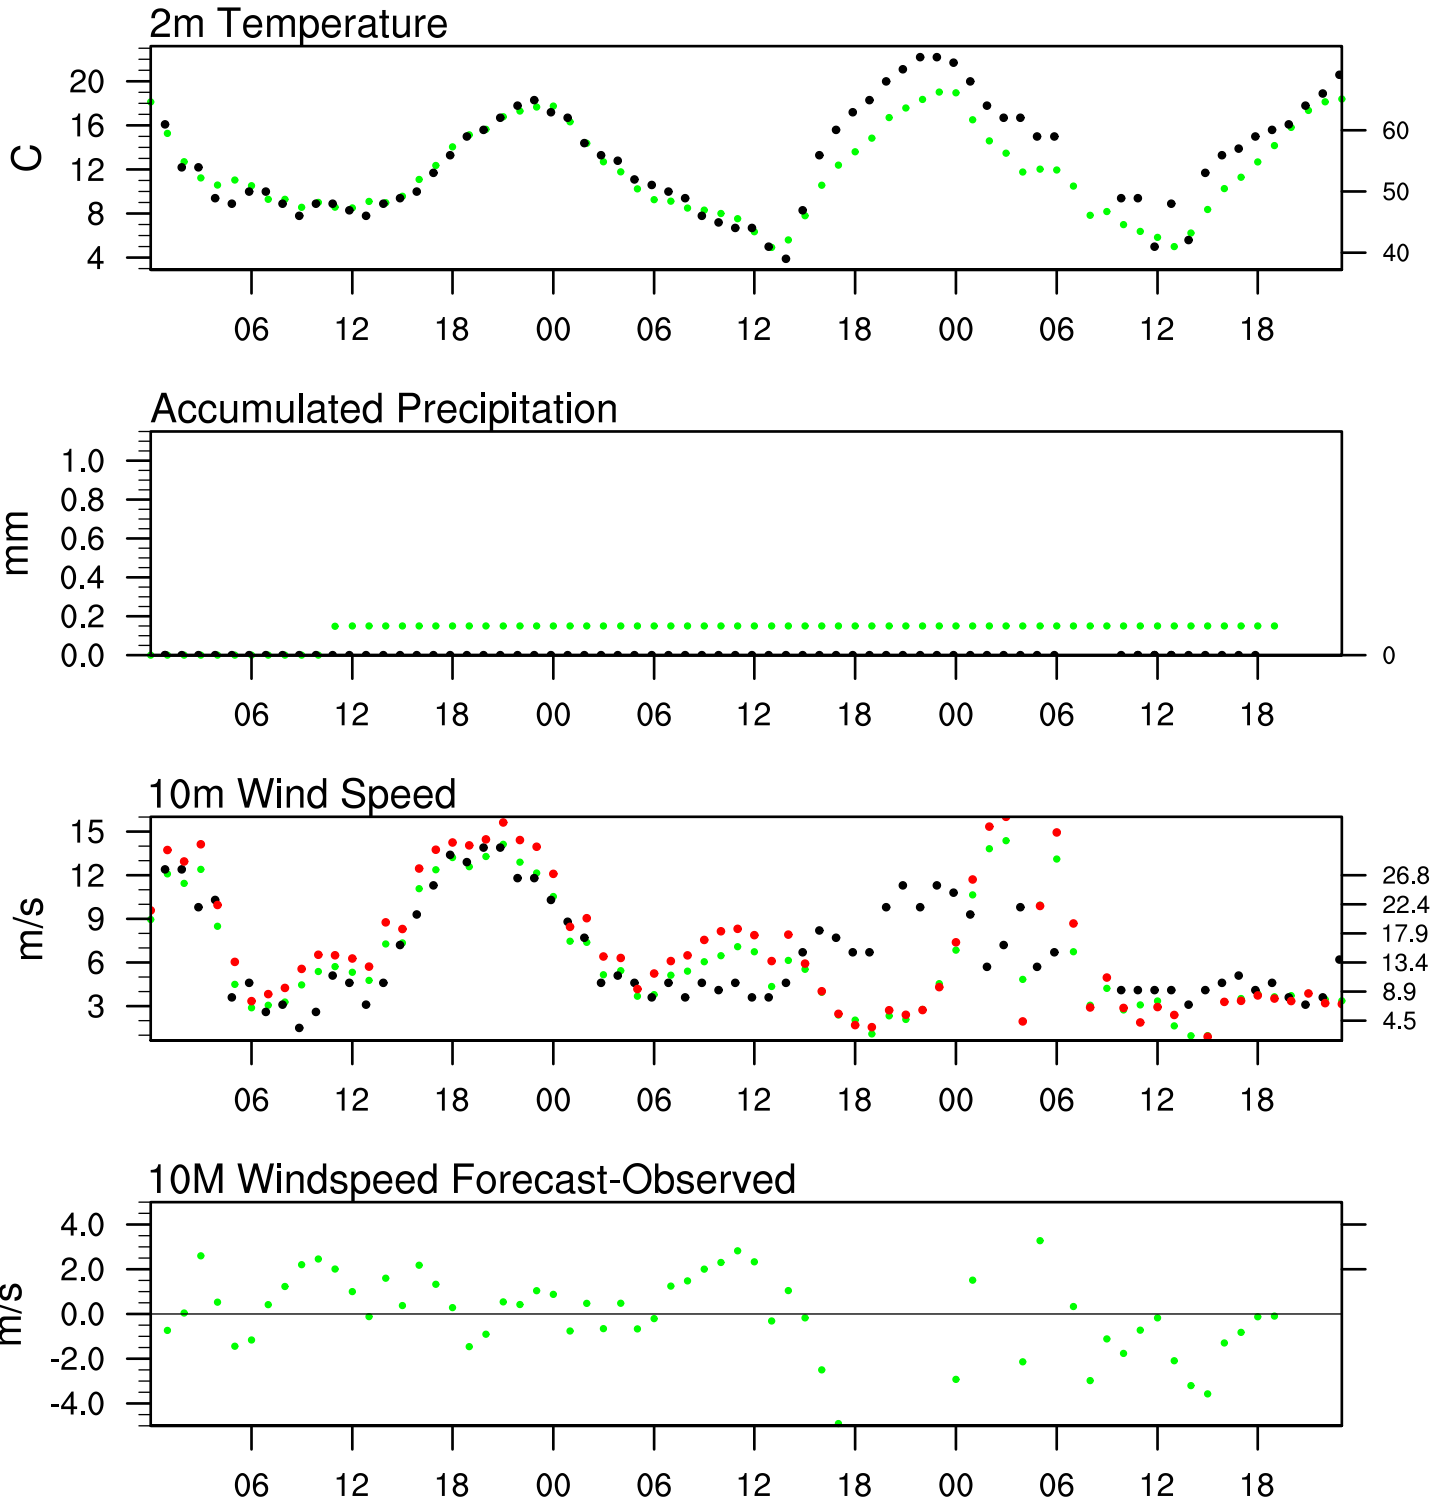 2m Temperature
C
20
16
12
8
4
60
50
40
06 12 18 00 06 12 18 00 06 12 18
Accumulated Precipitation
mm
1.0
0.8
0.6
0.4
0.2
0.0
0
06 12 18 00 06 12 18 00 06 12 18
10m Wind Speed
m/s
15
12
9
6
3
26.8
22.4
17.9
13.4
8.9
4.5
06 12 18 00 06 12 18 00 06 12 18
10M Windspeed Forecast-Observed
m/s
4.0
2.0
0.0
-2.0
-4.0
06 12 18 00 06 12 18 00 06 12 18